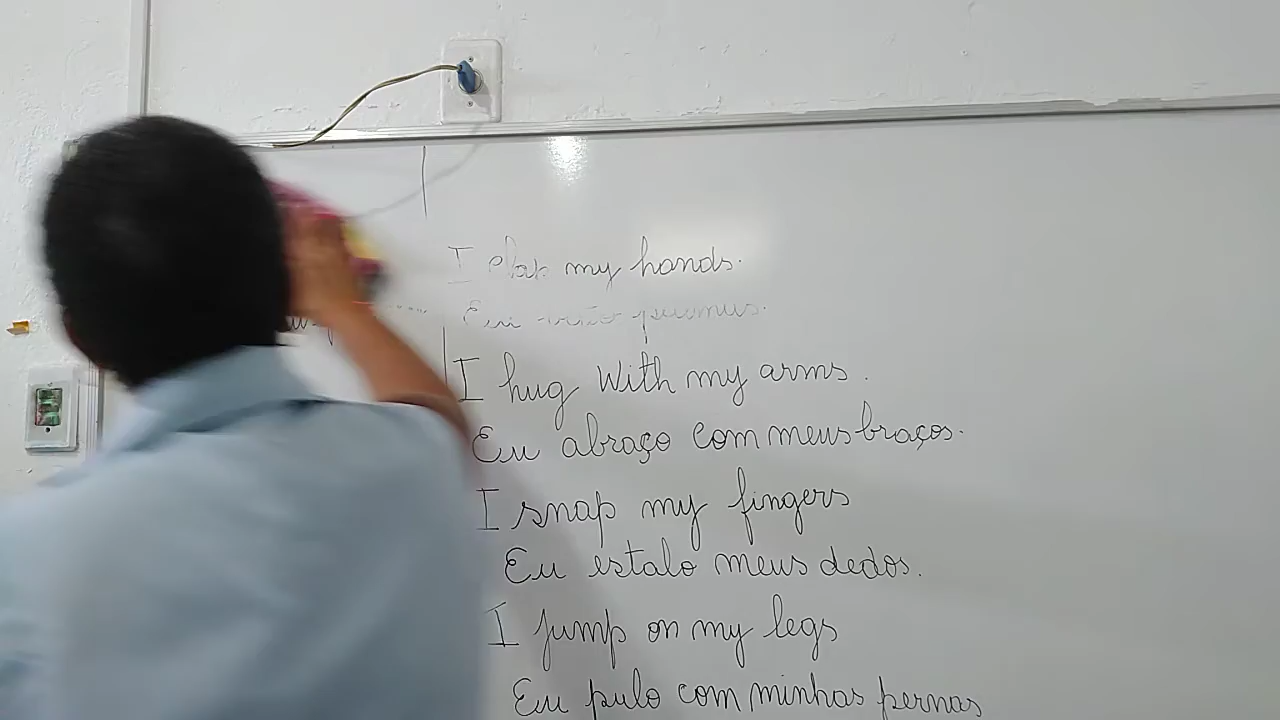 I clap my hands.
Eu
I hug With my arms.
Eu abraço com meus braços.
I snap my fingers
Eu estalo meus dedos.
I jump on my legs
Eu pulo com minhas pernas